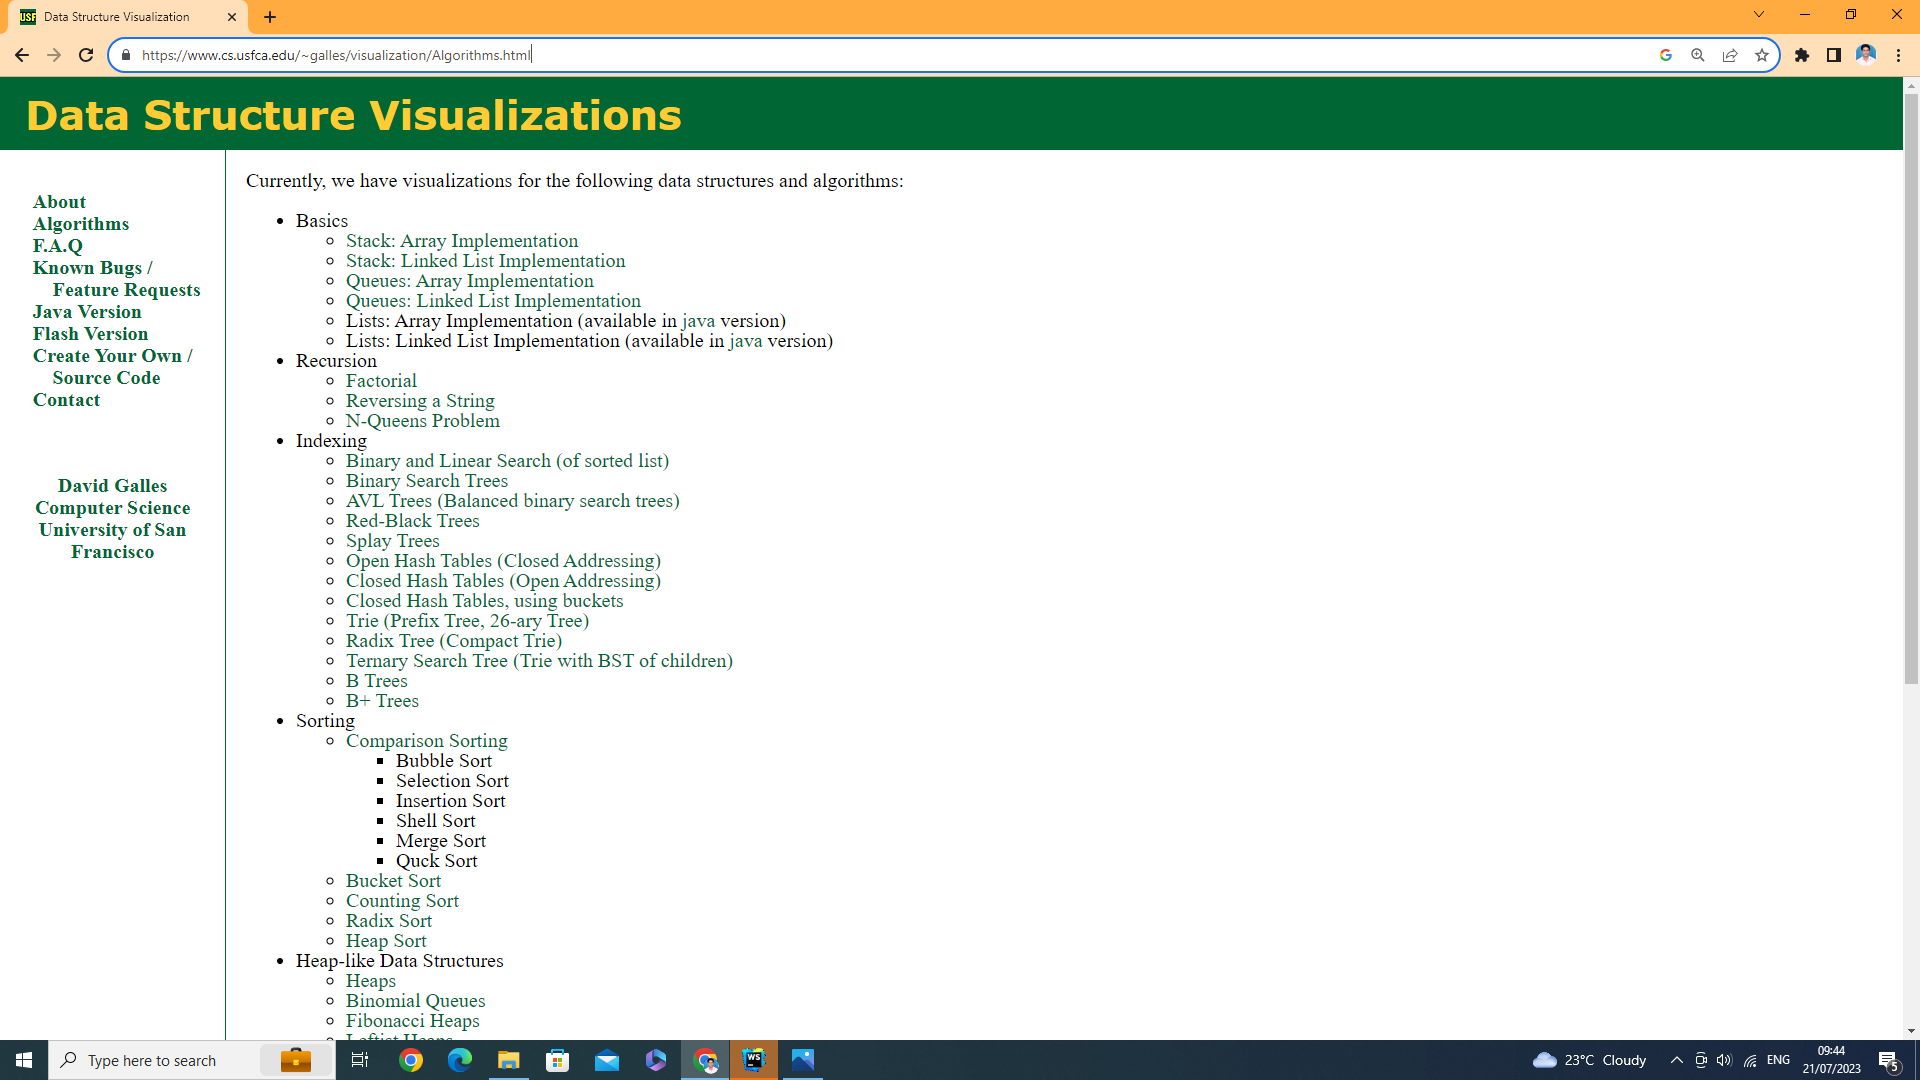 USF
Data Structure Visualization
https://www.cs.usfca.edu/~galles/visualization/Algorithms.html
Data Structure Visualizations
About
Algorithms
F.A.Q
Known Bugs /
Feature Requests
Java Version
Flash Version
Create Your Own /
Source Code
Contact
David Galles
Computer Science
University of San
Francisco
Currently, we have visualizations for the following data structures and algorithms:
Basics
Stack: Array Implementation
Stack: Linked List Implementation
Queues: Array Implementation
Queues: Linked List Implementation
Lists: Array Implementation (available in java version)
Lists: Linked List Implementation (available in java version)
Recursion
Factorial
Reversing a String
N-Queens Problem
Indexing
Binary and Linear Search (of sorted list)
Binary Search Trees
AVL Trees (Balanced binary search trees)
Red-Black Trees
Splay Trees
Open Hash Tables (Closed Addressing)
Closed Hash Tables (Open Addressing)
Closed Hash Tables, using buckets
Trie (Prefix Tree, 26-ary Tree)
Radix Tree (Compact Trie)
Ternary Search Tree (Trie with BST of children)
B Trees
B+ Trees
Sorting
Comparison Sorting
Bubble Sort
Selection Sort
Insertion Sort
Shell Sort
Merge Sort
Quck Sort
Bucket Sort
Counting Sort
Radix Sort
Heap Sort
Heap-like Data Structures
Heaps
Binomial Queues
Fibonacci Heaps
Leftist Heaps
Type here to search
WS
23°C Cloudy
ENG
09:44
21/07/2023
5